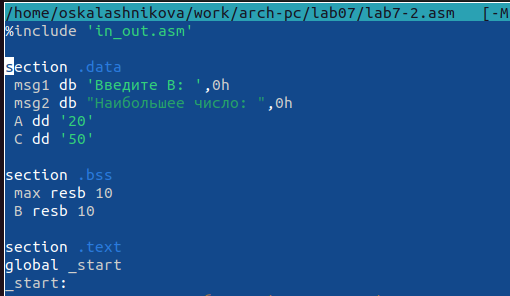 /home/oskalashnikova/work/arch-pc/lab07/lab7-2.asm [-M
%include 'in_out.asm'
section .data
msg1 db 'Введите B: ',0h
msg2 db "Наибольшее число: ",0h
A dd '20'
C dd '50'
section .bss
max resb 10
B resb 10
section .text
global _start
_start: